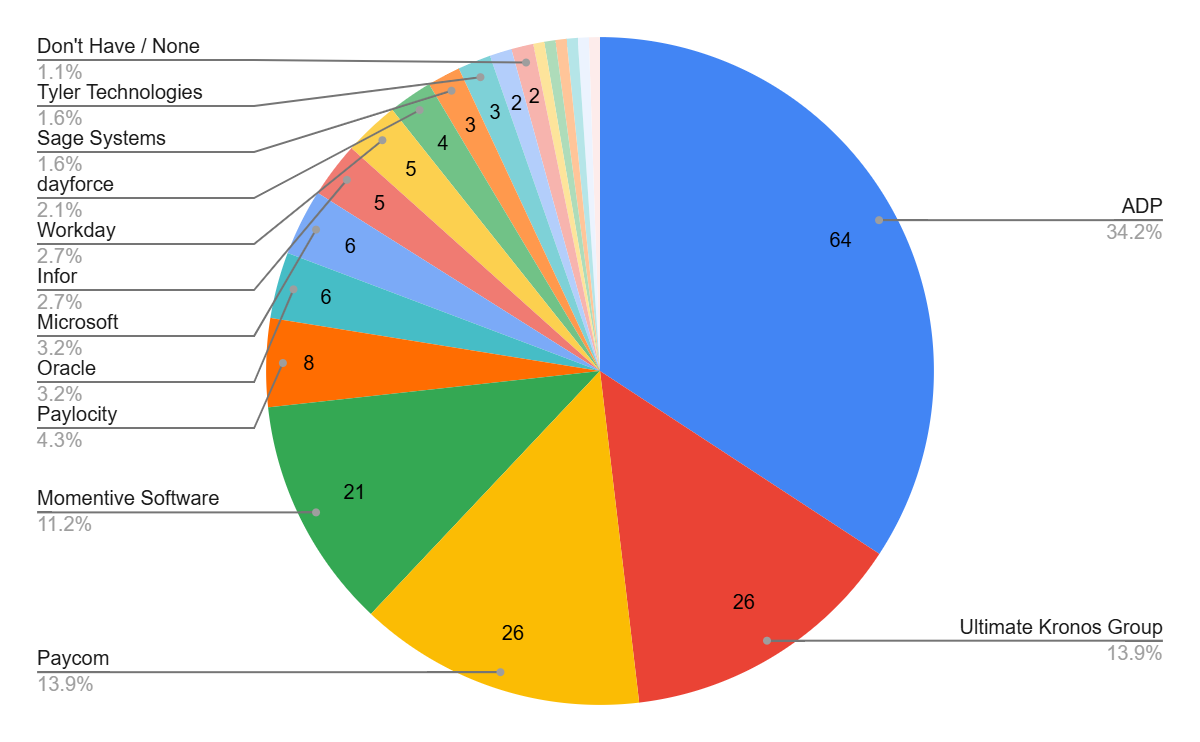 Don't Have / None
1.1%
Tyler Technologies
1.6%
Sage Systems
1.6%
dayforce
2.1%
Workday
2.7%
Infor
2.7%
Microsoft
3.2%
Oracle
3.2%
Paylocity
4.3%
Momentive Software
11.2%
Paycom
13.9%
ADP
34.2%
Ultimate Kronos Group
13.9%
64
26
26
21
8
6
6
5
5
4
3
3
2
2